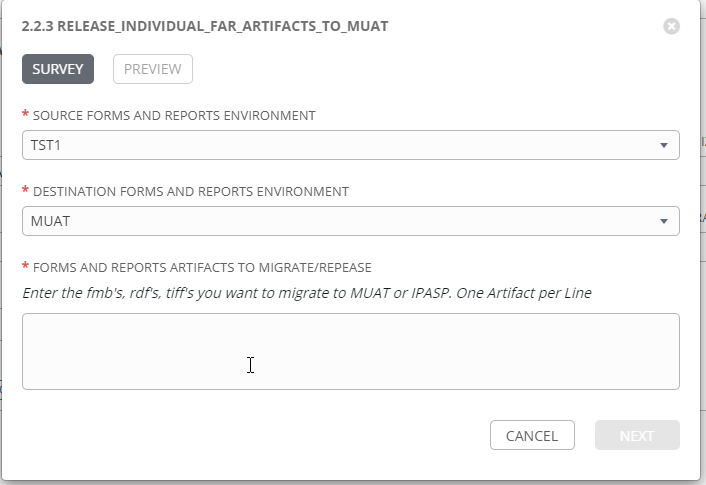 2.2.3 RELEASE_INDIVIDUAL_FAR_ARTIFACTS_TO_MUAT
SURVEY
PREVIEW
* SOURCE FORMS AND REPORTS ENVIRONMENT
TST1
* DESTINATION FORMS AND REPORTS ENVIRONMENT
MUAT
* FORMS AND REPORTS ARTIFACTS TO MIGRATE/REPEASE
Enter the fmb's, rdf's, tiff's you want to migrate to MUAT or IPASP. One Artifact per Line
CANCEL
NEXT